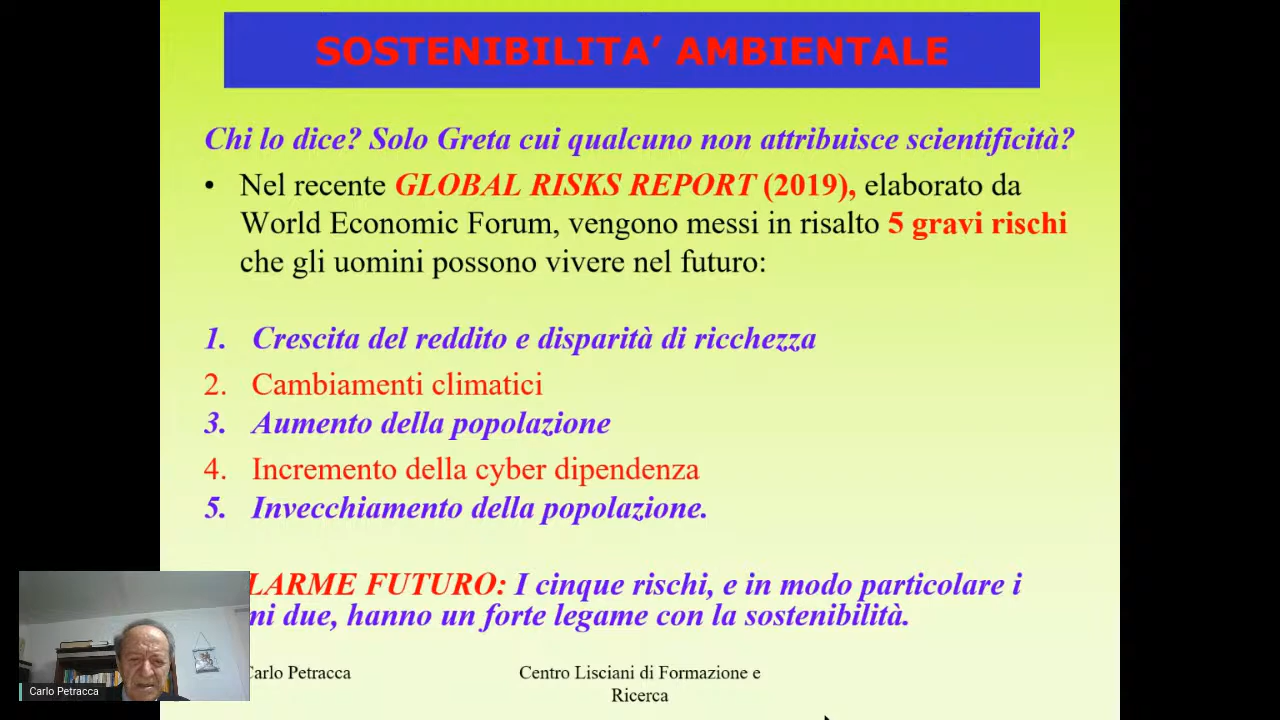 SOSTENIBILITA’ AMBIENTALE
Chi lo dice? Solo Greta cui qualcuno non attribuisce scientificità?
• Nel recente GLOBAL RISKS REPORT (2019), elaborato da
World Economic Forum, vengono messi in risalto 5 gravi rischi
che gli uomini possono vivere nel futuro:
1. Crescita del reddito e disparità di ricchezza
2. Cambiamenti climatici
3. Aumento della popolazione
4. Incremento della cyber dipendenza
5. Invecchiamento della popolazione.
LARME FUTURO: I cinque rischi, e in modo particolare i
mi due, hanno un forte legame con la sostenibilità.
Carlo Petracca
Centro Lisciani di Formazione e
Ricerca
Carlo Petracca